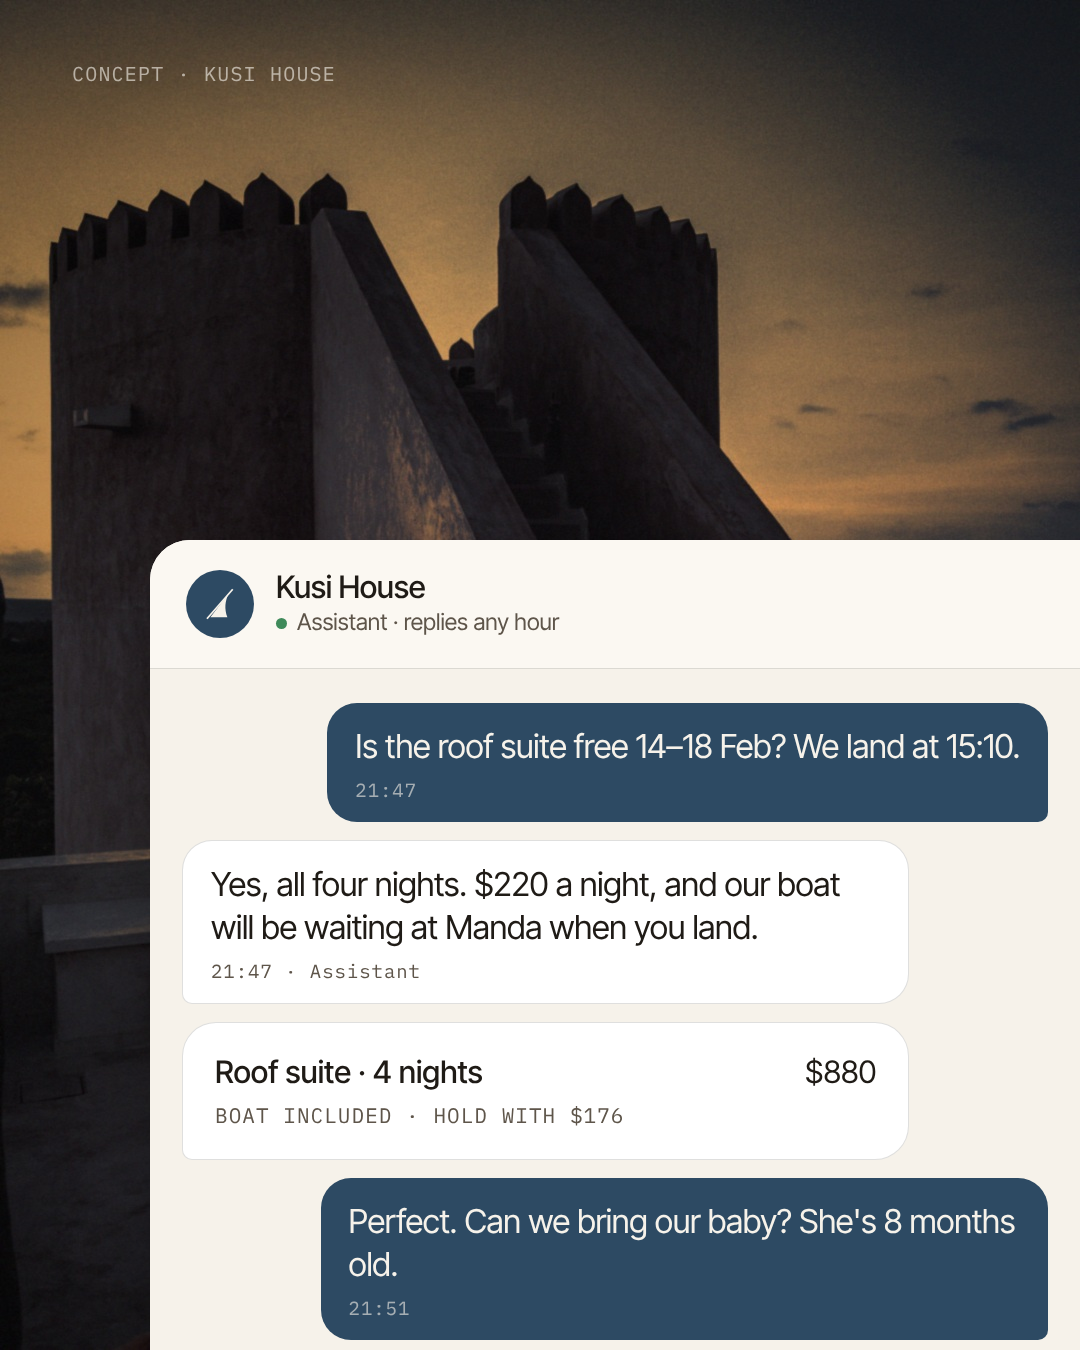 CONCEPT · KUSI HOUSE
Kusi House
Assistant · replies any hour
Is the roof suite free 14–18 Feb? We land at 15:10.
21:47
Yes, all four nights. $220 a night, and our boat
will be waiting at Manda when you land.
21:47 · Assistant
Roof suite · 4 nights $880
BOAT INCLUDED · HOLD WITH $176
Perfect. Can we bring our baby? She's 8 months
old.
21:51